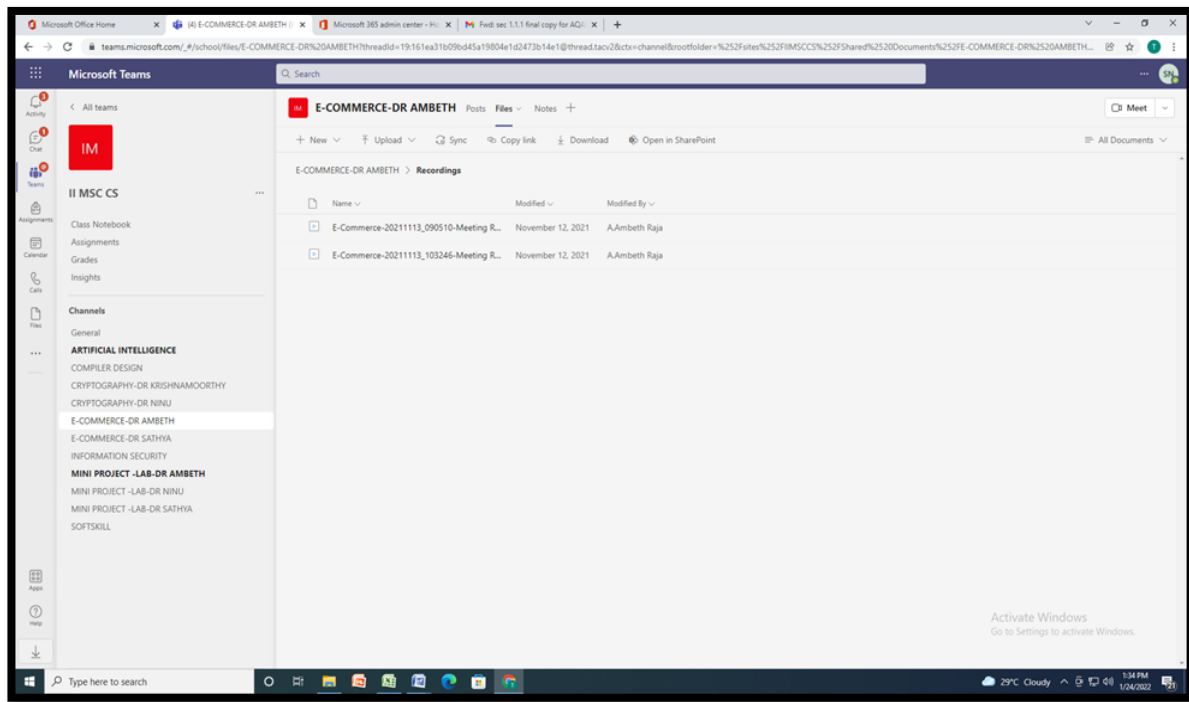 Microsoft Office Home
(4) E-COMMERCE-DR AMBETH (
Microsoft 365 admin center - Ho
Fwd: sec 1.1.1 final copy for AQA
teams.microsoft.com/_#/school/files/E-COMMERCE-DR%20AMBETH?threadId=19:161ea31b09bd45a19804e1d2473b14e1@thread.tacv2&ctx=channel&rootfolder=%252Fsites%252FIIMSCCS%252FShared%2520Documents%252FE-COMMERCE-DR%2520AMBETH...
T
Microsoft Teams
Search
...
SN
Activity
Chat
Teams
Assignments
Calendar
Calls
Files
...
Apps
Help
All teams
IM
II MSC CS
...
Class Notebook
Assignments
Grades
Insights
Channels
General
ARTIFICIAL INTELLIGENCE
COMPILER DESIGN
CRYPTOGRAPHY-DR KRISHNAMOORTHY
CRYPTOGRAPHY-DR NINU
E-COMMERCE-DR AMBETH
E-COMMERCE-DR SATHYA
INFORMATION SECURITY
MINI PROJECT -LAB-DR AMBETH
MINI PROJECT -LAB-DR NINU
MINI PROJECT -LAB-DR SATHYA
SOFTSKILL
IM E-COMMERCE-DR AMBETH Posts Files Notes + Meet
+ New Upload Sync Copy link Download Open in SharePoint All Documents
E-COMMERCE-DR AMBETH > Recordings
Name Modified Modified By
E-Commerce-20211113_090510-Meeting R... November 12, 2021 A.Ambeth Raja
E-Commerce-20211113_103246-Meeting R... November 12, 2021 A.Ambeth Raja
Activate Windows
Go to Settings to activate Windows.
Type here to search
29°C Cloudy
1:34 PM
1/24/2022
21